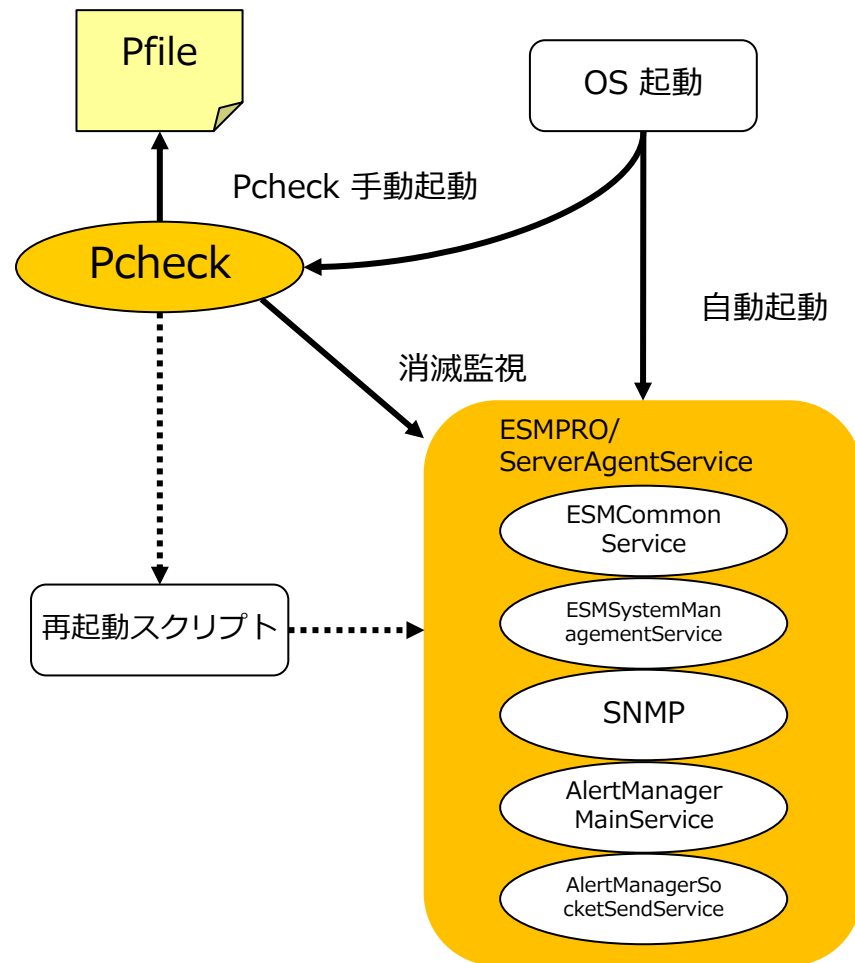 Pfile
OS 起動
Pcheck 手動起動
Pcheck
自動起動
消滅監視
ESMPRO/
ServerAgentService
ESMCommon
Service
ESMSystemMan
agementService
再起動スクリプト
SNMP
AlertManager
MainService
AlertManagerSo
cketSendService